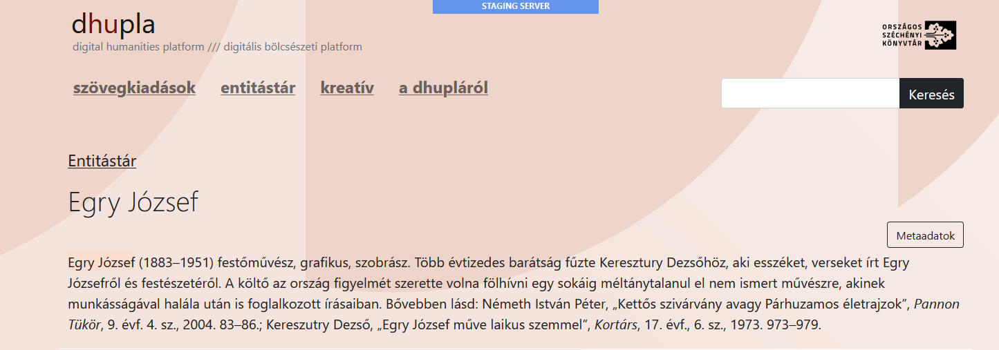 STAGING SERVER
dhupla
digital humanities platform /// digitális bölcsészeti platform
ORSZÁGOS
SZÉCHÉNYI
KÖNYVTÁR
szövegkiadások entitástár kreatív a dhupláról
Keresés
Entitástár
Egry József
Metaadatok
Egry József (1883–1951) festőművész, grafikus, szobrász. Több évtizedes barátság fűzte Keresztury Dezsőhöz, aki esszéket, verseket írt Egry
Józsefről és festészetéről. A költő az ország figyelmét szerette volna fölhívni egy sokáig méltánytalanul el nem ismert művészre, akinek
munkásságával halála után is foglalkozott írásaiban. Bővebben lásd: Németh István Péter, „Kettős szivárvány avagy Párhuzamos életrajzok”, Pannon
Tükör, 9. évf. 4. sz., 2004. 83–86.; Kereszutry Dezső, „Egry József műve laikus szemmel”, Kortárs, 17. évf., 6. sz., 1973. 973–979.